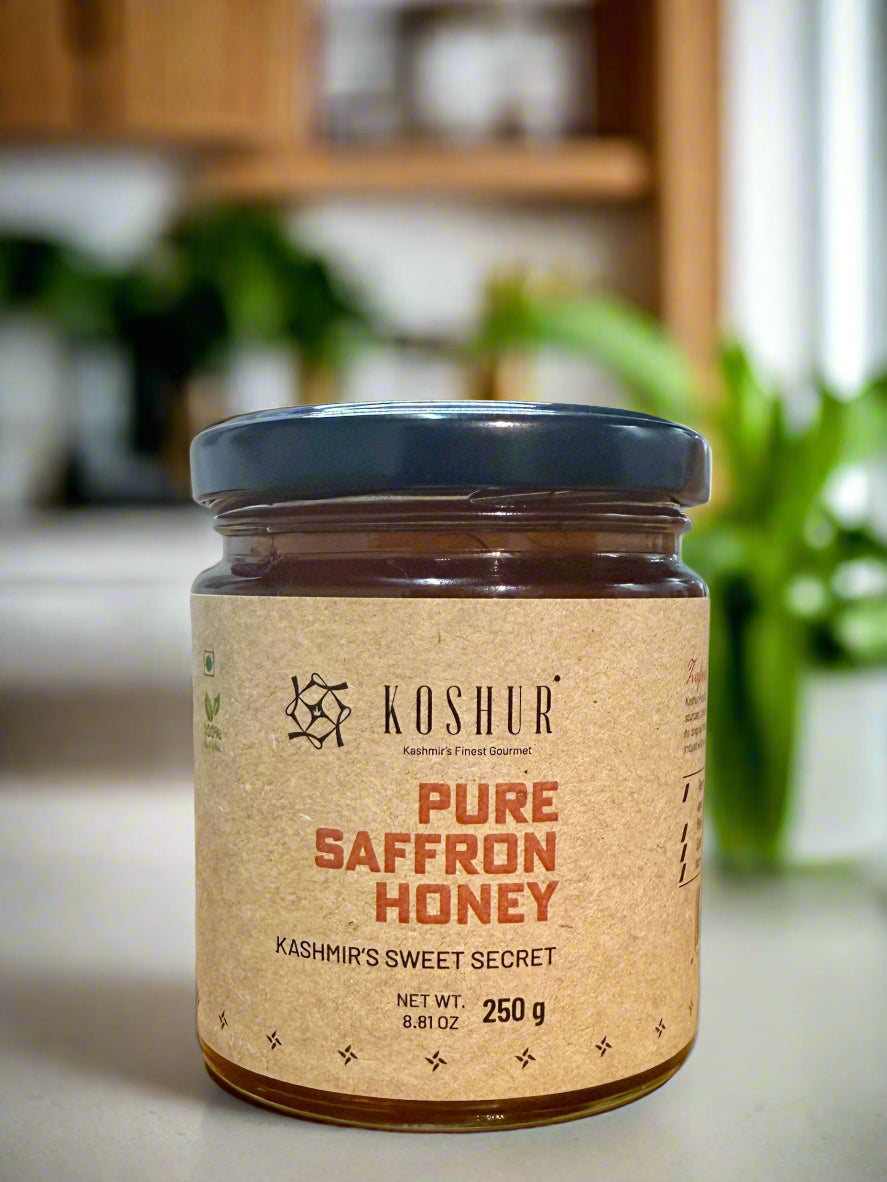 KOSHUR
Kashmir's Finest Gourmet
PURE
SAFFRON
HONEY
KASHMIR'S SWEET SECRET
NET WT.
8.81 OZ
250 g